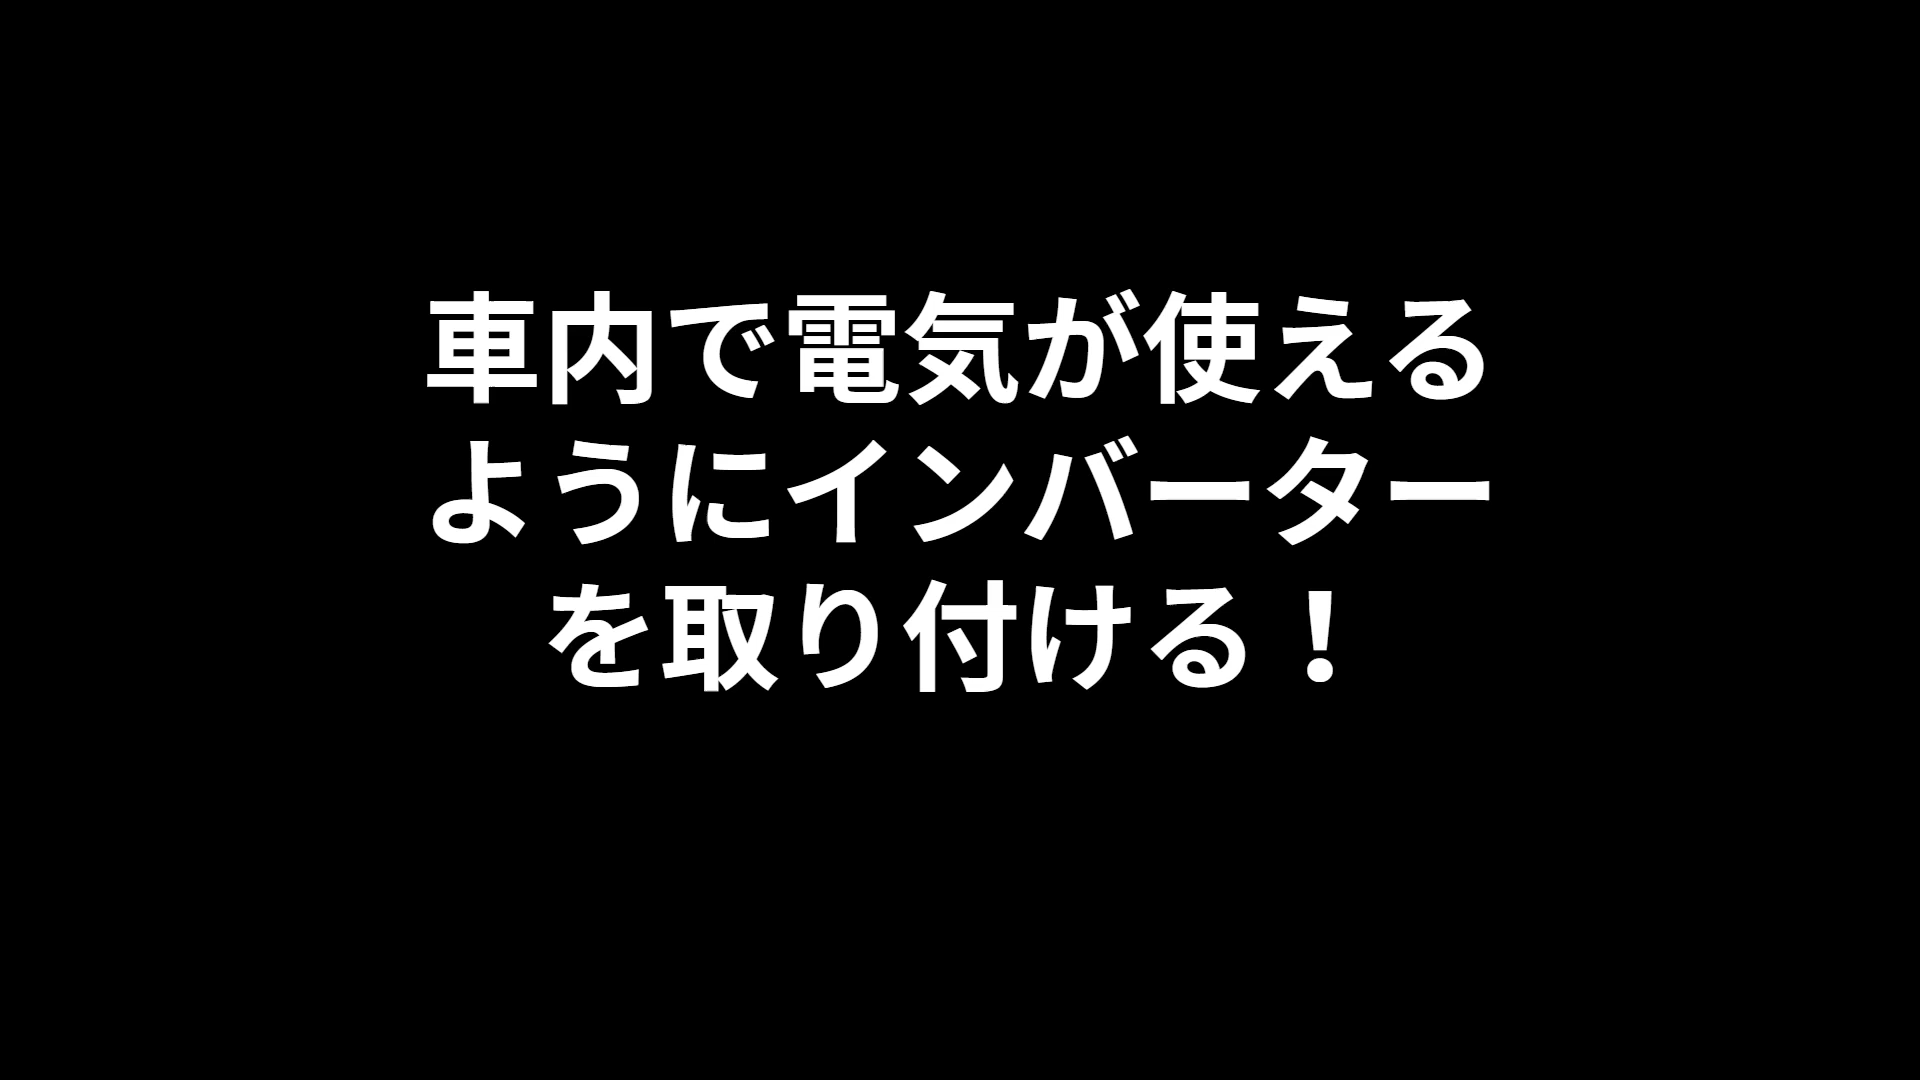 車内で電気が使える
ようにインバーター
を取り付ける！